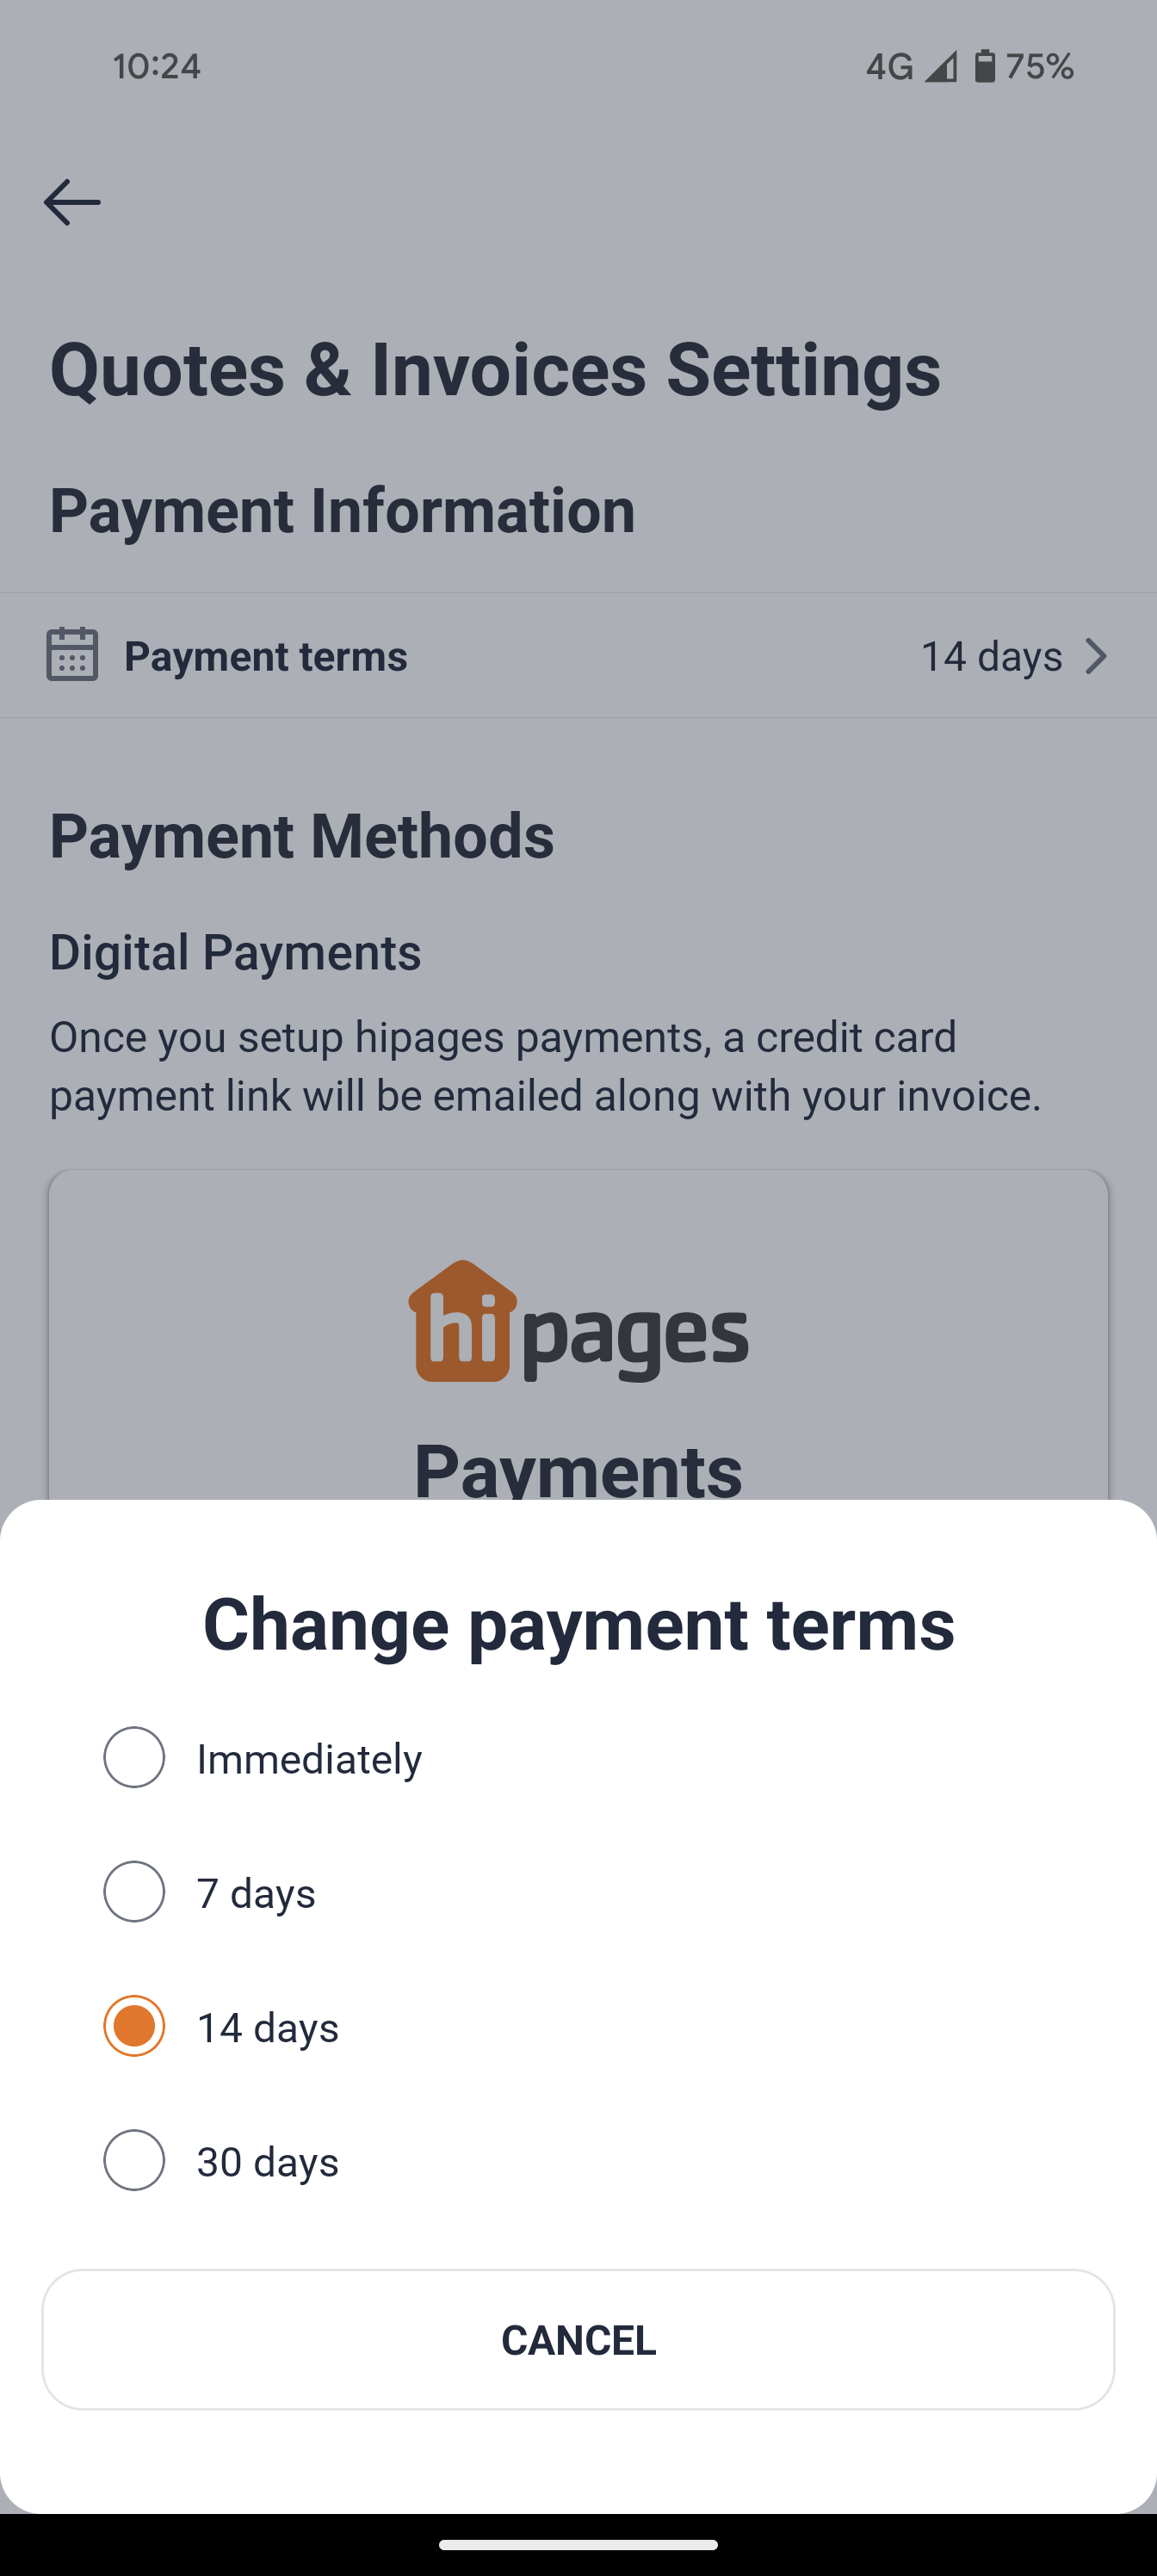 10:24
4G 75%
Quotes & Invoices Settings
Payment Information
Payment terms 14 days
Payment Methods
Digital Payments
Once you setup hipages payments, a credit card
payment link will be emailed along with your invoice.
hipages
Payments
Change payment terms
Immediately
7 days
14 days
30 days
CANCEL